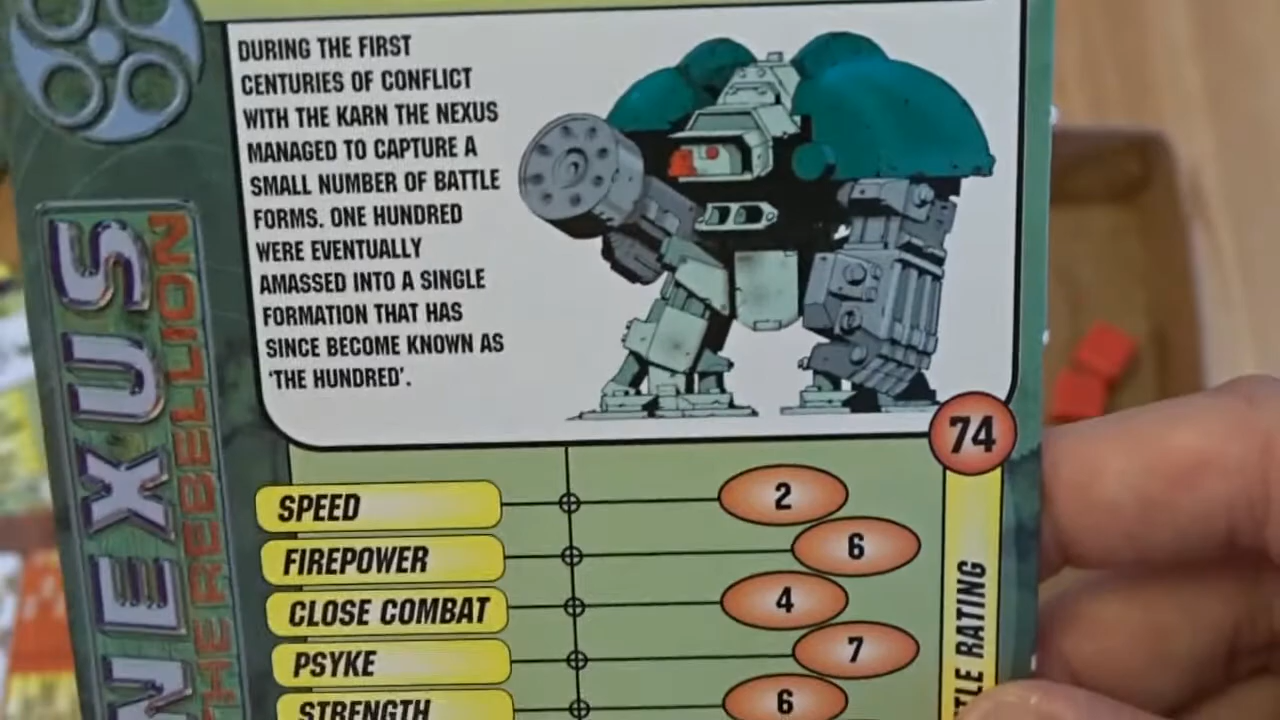 DURING THE FIRST
CENTURIES OF CONFLICT
WITH THE KARN THE NEXUS
MANAGED TO CAPTURE A
SMALL NUMBER OF BATTLE
FORMS. ONE HUNDRED
WERE EVENTUALLY
AMASSED INTO A SINGLE
FORMATION THAT HAS
SINCE BECOME KNOWN AS
'THE HUNDRED'.
74
SPEED 2
FIREPOWER 6
CLOSE COMBAT 4
PSYKE 7
STRENGTH 6
RATING
NEXUS
THE REBELLION